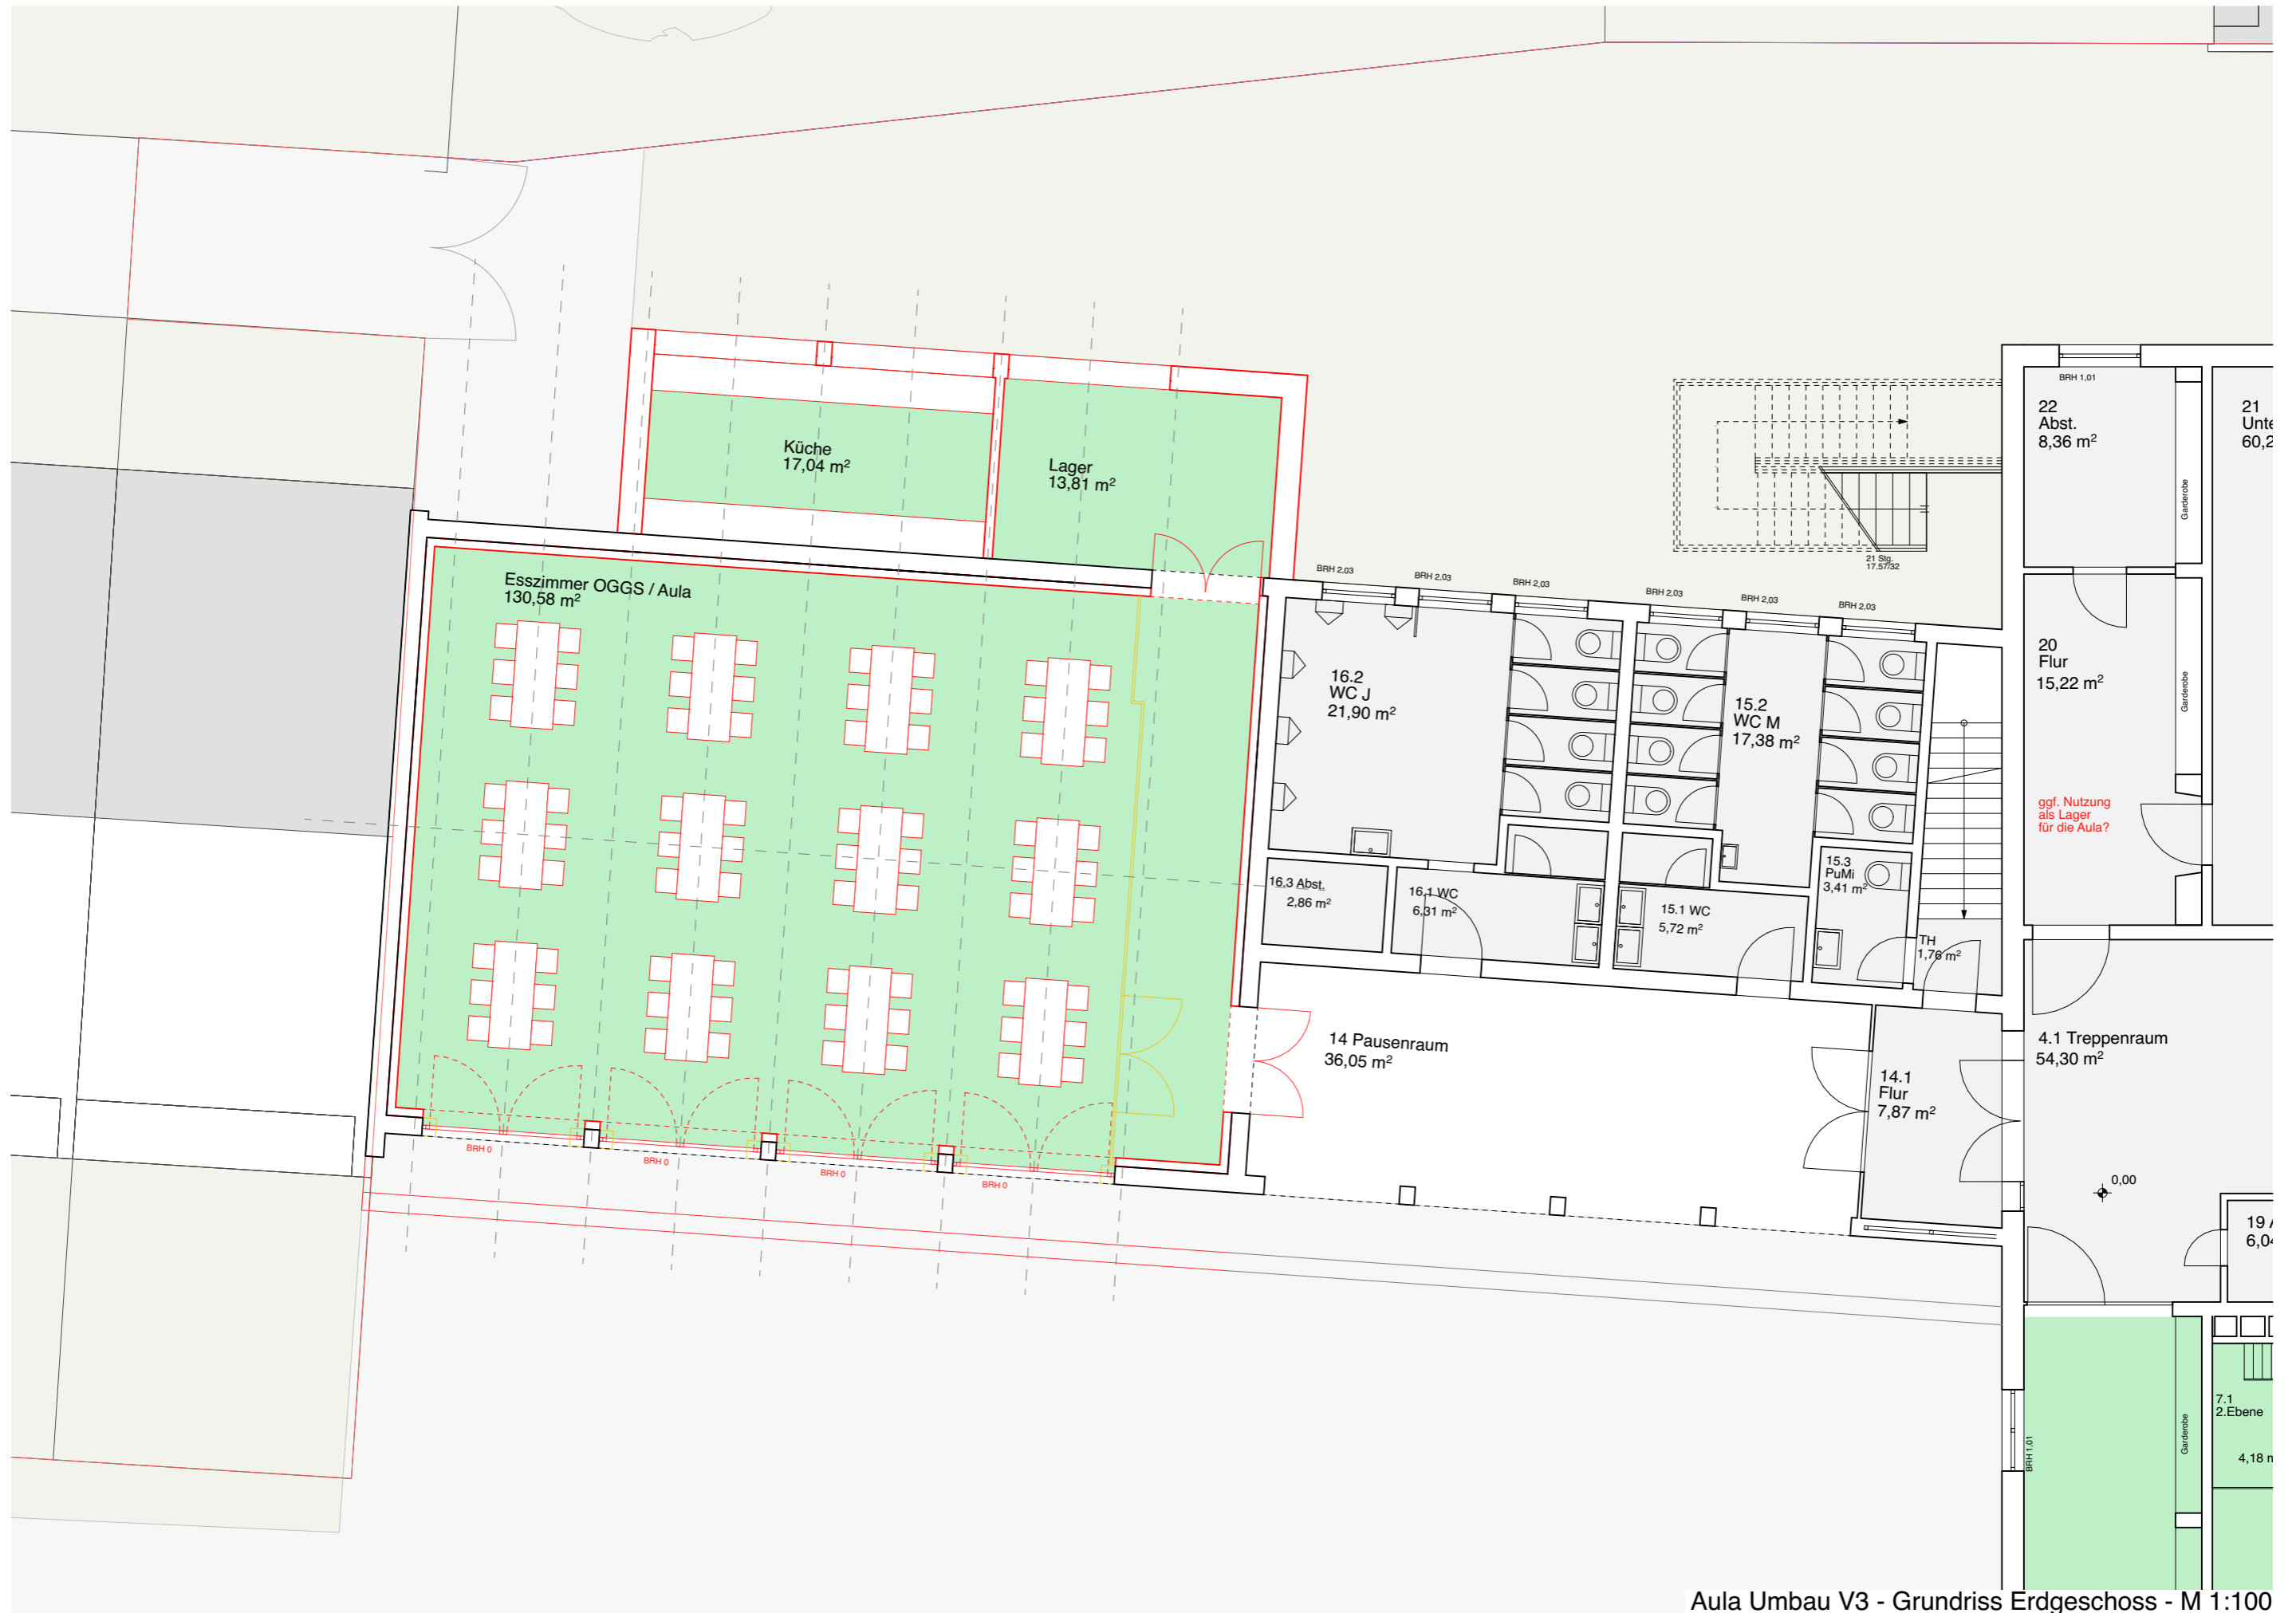 BRH 1,01
22
Abst.
8,36 m²
21
Garderobe
Küche
17,04 m²
Lager
13,81 m²
21 Stg.
17.57/32
BRH 2,03
BRH 2,03
BRH 2,03
BRH 2,03
BRH 2,03
BRH 2,03
Esszimmer OGGS / Aula
130,58 m²
20
Flur
15,22 m²
Garderobe
16.2
WC J
21,90 m²
15.2
WC M
17,38 m²
ggf. Nutzung
als Lager
für die Aula?
16.3 Abst.
2,86 m²
16.1 WC
6,31 m²
15.1 WC
5,72 m²
15.3
PuMi
3,41 m²
TH
1,76 m²
14 Pausenraum
36,05 m²
14.1
Flur
7,87 m²
4.1 Treppenraum
54,30 m²
0,00
BRH 0
BRH 0
BRH 0
BRH 0
19
7.1
2.Ebene
4,18
Garderobe
BRH 1,01
Aula Umbau V3 - Grundriss Erdgeschoss - M 1:100